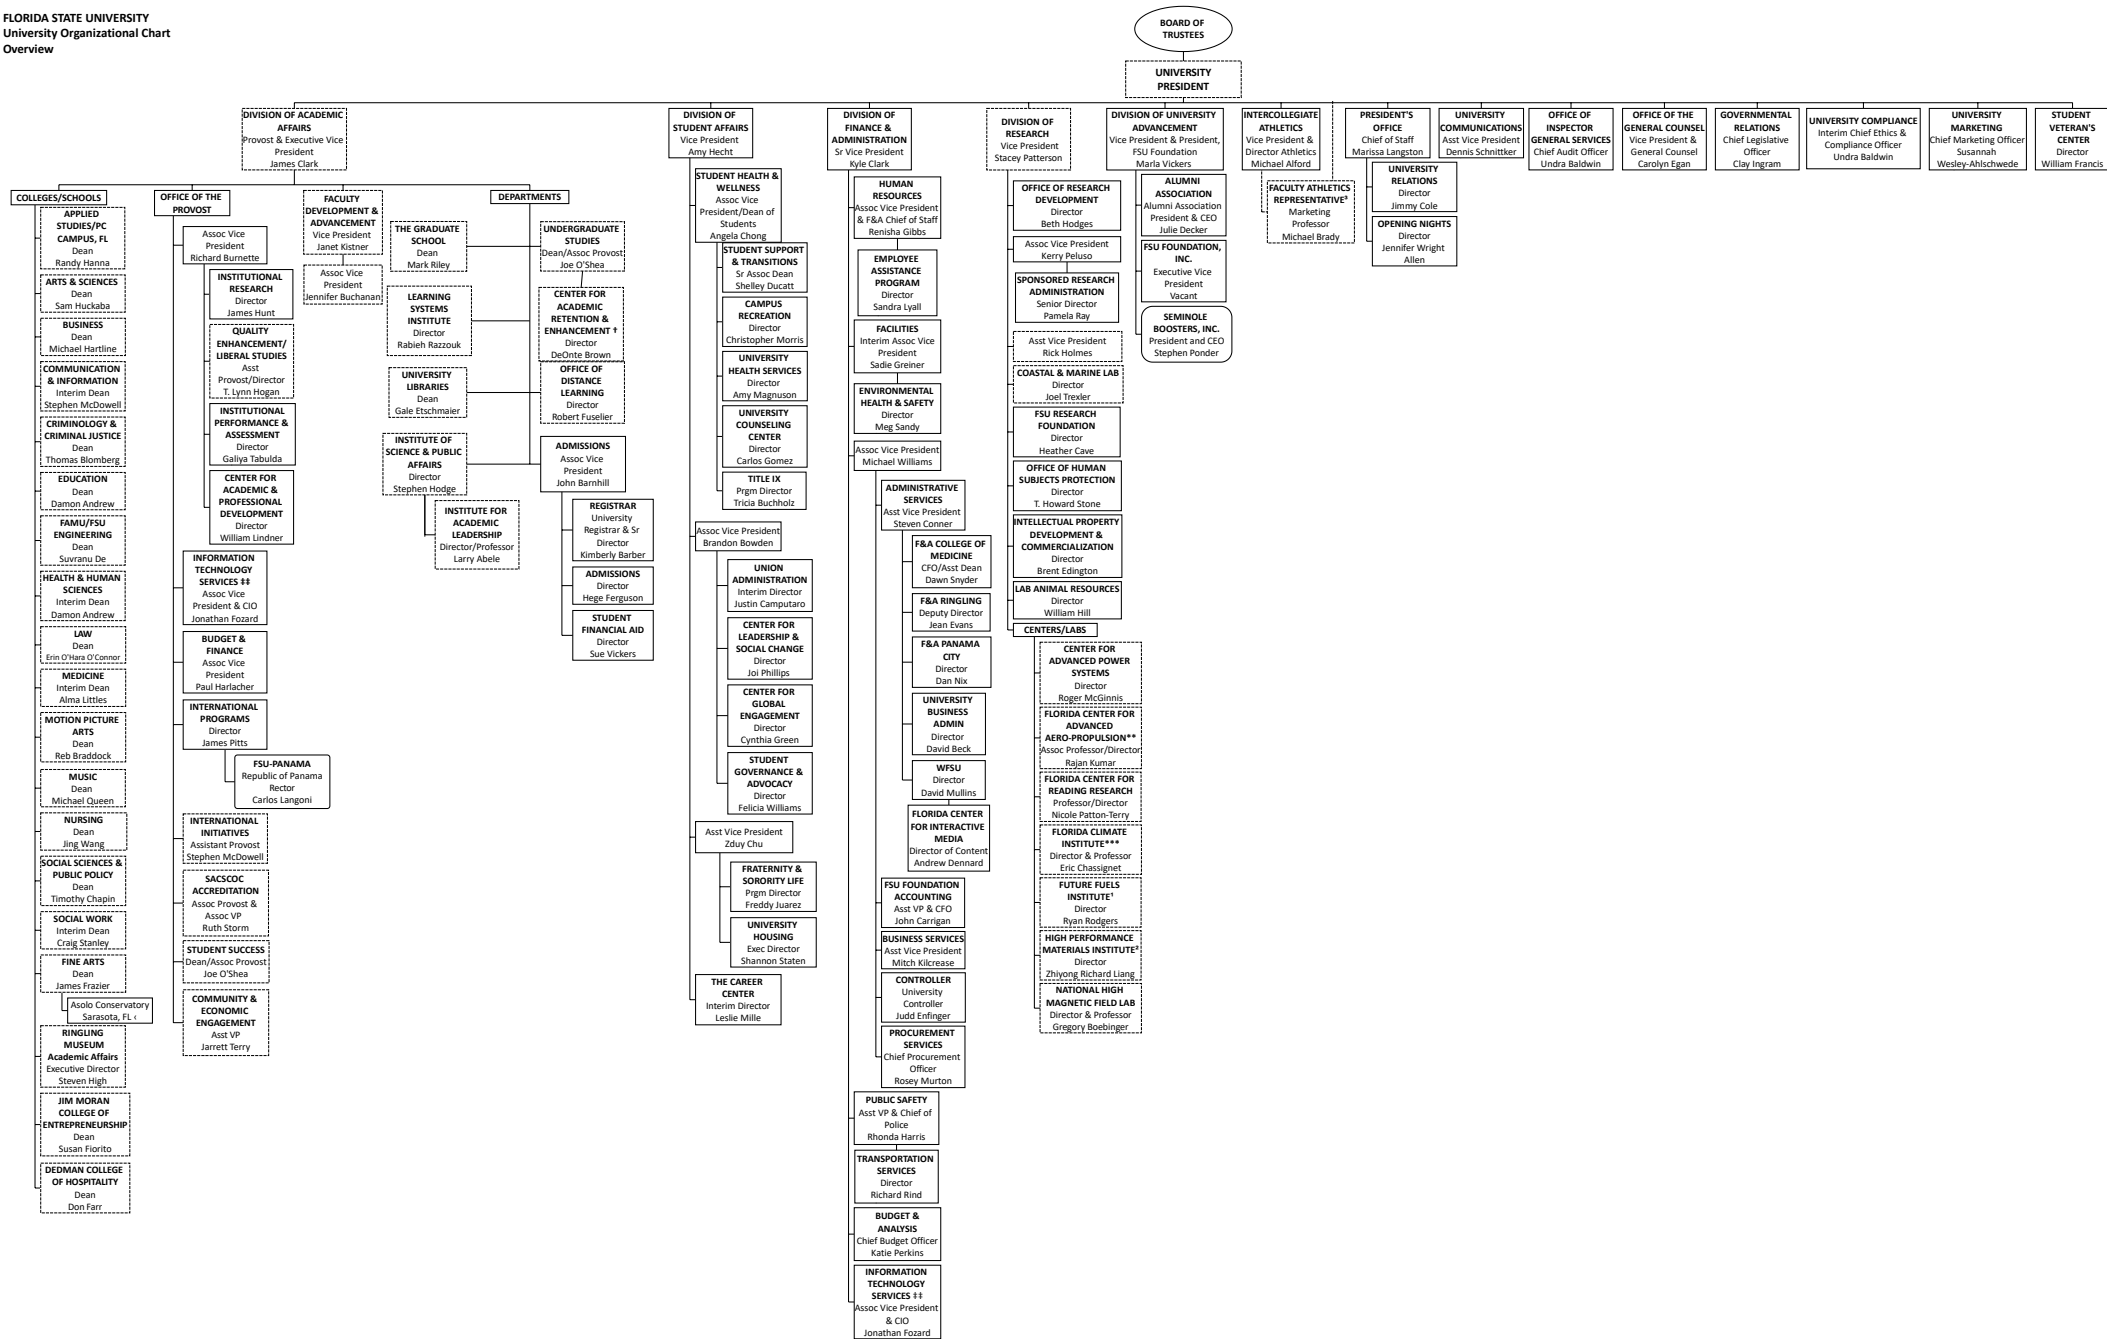 FLORIDA STATE UNIVERSITY
University Organizational Chart
Overview
BOARD OF
TRUSTEES
UNIVERSITY
PRESIDENT
DIVISION OF ACADEMIC
AFFAIRS
Provost & Executive Vice
President
James Clark
COLLEGES/SCHOOLS
APPLIED
STUDIES/PC
CAMPUS, FL
Dean
Randy Hanna
ARTS & SCIENCES
Dean
Sam Huckaba
BUSINESS
Dean
Michael Hartline
COMMUNICATION
& INFORMATION
Interim Dean
Stephen McDowell
CRIMINOLOGY &
CRIMINAL JUSTICE
Dean
Thomas Blomberg
EDUCATION
Dean
Damon Andrew
FAMU/FSU
ENGINEERING
Dean
Suvranu De
HEALTH & HUMAN
SCIENCES
Interim Dean
Damon Andrew
LAW
Dean
Erin O'Hara O'Connor
MEDICINE
Interim Dean
Alma Littles
MOTION PICTURE
ARTS
Dean
Reb Braddock
MUSIC
Dean
Michael Queen
NURSING
Dean
Jing Wang
SOCIAL SCIENCES &
PUBLIC POLICY
Dean
Timothy Chapin
SOCIAL WORK
Interim Dean
Craig Stanley
FINE ARTS
Dean
James Frazier
Asolo Conservatory
Sarasota, FL ‹
RINGLING
MUSEUM
Academic Affairs
Executive Director
Steven High
JIM MORAN
COLLEGE OF
ENTREPRENEURSHIP
Dean
Susan Fiorito
DEDMAN COLLEGE
OF HOSPITALITY
Dean
Don Farr
OFFICE OF THE
PROVOST
Assoc Vice
President
Richard Burnette
INSTITUTIONAL
RESEARCH
Director
James Hunt
QUALITY
ENHANCEMENT/
LIBERAL STUDIES
Asst
Provost/Director
T. Lynn Hogan
INSTITUTIONAL
PERFORMANCE &
ASSESSMENT
Director
Galiya Tabulda
CENTER FOR
ACADEMIC &
PROFESSIONAL
DEVELOPMENT
Director
William Lindner
INFORMATION
TECHNOLOGY
SERVICES ‡‡
Assoc Vice
President & CIO
Jonathan Fozard
BUDGET &
FINANCE
Assoc Vice
President
Paul Harlacher
INTERNATIONAL
PROGRAMS
Director
James Pitts
FSU-PANAMA
Republic of Panama
Rector
Carlos Langoni
INTERNATIONAL
INITIATIVES
Assistant Provost
Stephen McDowell
SACSCOC
ACCREDITATION
Assoc Provost &
Assoc VP
Ruth Storm
STUDENT SUCCESS
Dean/Assoc Provost
Joe O'Shea
COMMUNITY &
ECONOMIC
ENGAGEMENT
Asst VP
Jarrett Terry
FACULTY
DEVELOPMENT &
ADVANCEMENT
Vice President
Janet Kistner
Assoc Vice
President
Jennifer Buchanan
DEPARTMENTS
THE GRADUATE
SCHOOL
Dean
Mark Riley
LEARNING
SYSTEMS
INSTITUTE
Director
Rabieh Razzouk
UNIVERSITY
LIBRARIES
Dean
Gale Etschmaier
INSTITUTE OF
SCIENCE & PUBLIC
AFFAIRS
Director
Stephen Hodge
INSTITUTE FOR
ACADEMIC
LEADERSHIP
Director/Professor
Larry Abele
UNDERGRADUATE
STUDIES
Dean/Assoc Provost
Joe O'Shea
CENTER FOR
ACADEMIC
RETENTION &
ENHANCEMENT †
Director
DeOnte Brown
OFFICE OF
DISTANCE
LEARNING
Director
Robert Fuselier
ADMISSIONS
Assoc Vice
President
John Barnhill
REGISTRAR
University
Registrar & Sr
Director
Kimberly Barber
ADMISSIONS
Director
Hege Ferguson
STUDENT
FINANCIAL AID
Director
Sue Vickers
DIVISION OF
STUDENT AFFAIRS
Vice President
Amy Hecht
STUDENT HEALTH &
WELLNESS
Assoc Vice
President/Dean of
Students
Angela Chong
STUDENT SUPPORT
& TRANSITIONS
Sr Assoc Dean
Shelley Ducatt
CAMPUS
RECREATION
Director
Christopher Morris
UNIVERSITY
HEALTH SERVICES
Director
Amy Magnuson
UNIVERSITY
COUNSELING
CENTER
Director
Carlos Gomez
TITLE IX
Prgm Director
Tricia Buchholz
Assoc Vice President
Brandon Bowden
UNION
ADMINISTRATION
Interim Director
Justin Camputaro
CENTER FOR
LEADERSHIP &
SOCIAL CHANGE
Director
Joi Phillips
CENTER FOR
GLOBAL
ENGAGEMENT
Director
Cynthia Green
STUDENT
GOVERNANCE &
ADVOCACY
Director
Felicia Williams
Asst Vice President
Zduy Chu
FRATERNITY &
SORORITY LIFE
Prgm Director
Freddy Juarez
UNIVERSITY
HOUSING
Exec Director
Shannon Staten
THE CAREER
CENTER
Interim Director
Leslie Mille
DIVISION OF
FINANCE &
ADMINISTRATION
Sr Vice President
Kyle Clark
HUMAN
RESOURCES
Assoc Vice President
& F&A Chief of Staff
Renisha Gibbs
EMPLOYEE
ASSISTANCE
PROGRAM
Director
Sandra Lyall
FACILITIES
Interim Assoc Vice
President
Sadie Greiner
ENVIRONMENTAL
HEALTH & SAFETY
Director
Meg Sandy
Assoc Vice President
Michael Williams
ADMINISTRATIVE
SERVICES
Asst Vice President
Steven Conner
F&A COLLEGE OF
MEDICINE
CFO/Asst Dean
Dawn Snyder
F&A RINGLING
Deputy Director
Jean Evans
F&A PANAMA
CITY
Director
Dan Nix
UNIVERSITY
BUSINESS
ADMIN
Director
David Beck
WFSU
Director
David Mullins
FLORIDA CENTER
FOR INTERACTIVE
MEDIA
Director of Content
Andrew Dennard
FSU FOUNDATION
ACCOUNTING
Asst VP & CFO
John Carrigan
BUSINESS SERVICES
Asst Vice President
Mitch Kilcrease
CONTROLLER
University
Controller
Judd Enfinger
PROCUREMENT
SERVICES
Chief Procurement
Officer
Rosey Murton
PUBLIC SAFETY
Asst VP & Chief of
Police
Rhonda Harris
TRANSPORTATION
SERVICES
Director
Richard Rind
BUDGET &
ANALYSIS
Chief Budget Officer
Katie Perkins
INFORMATION
TECHNOLOGY
SERVICES ‡‡
Assoc Vice President
& CIO
Jonathan Fozard
DIVISION OF
RESEARCH
Vice President
Stacey Patterson
OFFICE OF RESEARCH
DEVELOPMENT
Director
Beth Hodges
Assoc Vice President
Kerry Peluso
SPONSORED RESEARCH
ADMINISTRATION
Senior Director
Pamela Ray
Asst Vice President
Rick Holmes
COASTAL & MARINE LAB
Director
Joel Trexler
FSU RESEARCH
FOUNDATION
Director
Heather Cave
OFFICE OF HUMAN
SUBJECTS PROTECTION
Director
T. Howard Stone
INTELLECTUAL PROPERTY
DEVELOPMENT &
COMMERCIALIZATION
Director
Brent Edington
LAB ANIMAL RESOURCES
Director
William Hill
CENTERS/LABS
CENTER FOR
ADVANCED POWER
SYSTEMS
Director
Roger McGinnis
FLORIDA CENTER FOR
ADVANCED
AERO-PROPULSION**
Assoc Professor/Director
Rajan Kumar
FLORIDA CENTER FOR
READING RESEARCH
Professor/Director
Nicole Patton-Terry
FLORIDA CLIMATE
INSTITUTE***
Director & Professor
Eric Chassignet
FUTURE FUELS
INSTITUTE¹
Director
Ryan Rodgers
HIGH PERFORMANCE
MATERIALS INSTITUTE²
Director
Zhiyong Richard Liang
NATIONAL HIGH
MAGNETIC FIELD LAB
Director & Professor
Gregory Boebinger
DIVISION OF UNIVERSITY
ADVANCEMENT
Vice President & President,
FSU Foundation
Marla Vickers
ALUMNI
ASSOCIATION
Alumni Association
President & CEO
Julie Decker
FSU FOUNDATION,
INC.
Executive Vice
President
Vacant
SEMINOLE
BOOSTERS, INC.
President and CEO
Stephen Ponder
INTERCOLLEGIATE
ATHLETICS
Vice President &
Director Athletics
Michael Alford
FACULTY ATHLETICS
REPRESENTATIVE³
Marketing
Professor
Michael Brady
PRESIDENT'S
OFFICE
Chief of Staff
Marissa Langston
UNIVERSITY
RELATIONS
Director
Jimmy Cole
OPENING NIGHTS
Director
Jennifer Wright
Allen
UNIVERSITY
COMMUNICATIONS
Asst Vice President
Dennis Schnittker
OFFICE OF
INSPECTOR
GENERAL SERVICES
Chief Audit Officer
Undra Baldwin
OFFICE OF THE
GENERAL COUNSEL
Vice President &
General Counsel
Carolyn Egan
GOVERNMENTAL
RELATIONS
Chief Legislative
Officer
Clay Ingram
UNIVERSITY COMPLIANCE
Interim Chief Ethics &
Compliance Officer
Undra Baldwin
UNIVERSITY
MARKETING
Chief Marketing Officer
Susannah
Wesley-Ahlschwede
STUDENT
VETERAN'S
CENTER
Director
William Francis